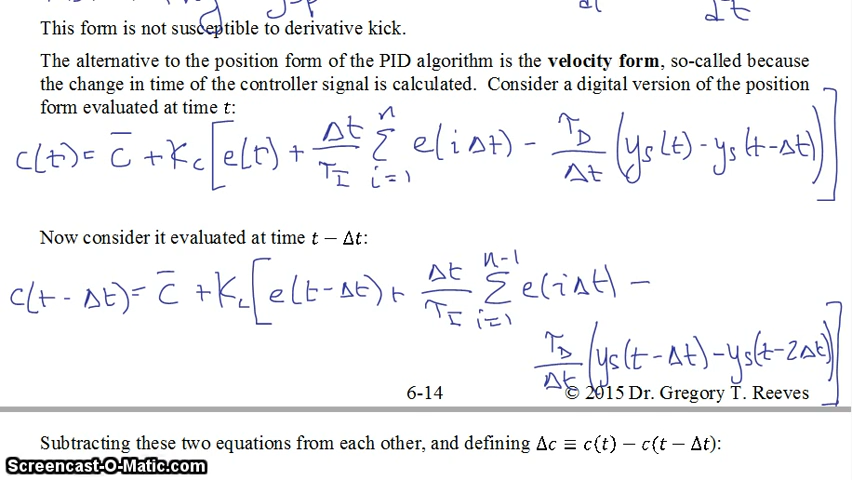 This form is not susceptible to derivative kick.
The alternative to the position form of the PID algorithm is the velocity form, so-called because
the change in time of the controller signal is calculated. Consider a digital version of the position
form evaluated at time t:
c(t) = c̄ + Kc [e(t) + Δt/τI Σ_{i=1}^{n} e(iΔt) − τD/Δt (ys(t) − ys(t−Δt))]
Now consider it evaluated at time t − Δt:
c(t − Δt) = c̄ + Kc [e(t−Δt) + Δt/τI Σ_{i=1}^{n−1} e(iΔt) −
τD/Δt (ys(t−Δt) − ys(t−2Δt))]
6-14 © 2015 Dr. Gregory T. Reeves
Subtracting these two equations from each other, and defining Δc ≡ c(t) − c(t − Δt):
Screencast-O-Matic.com